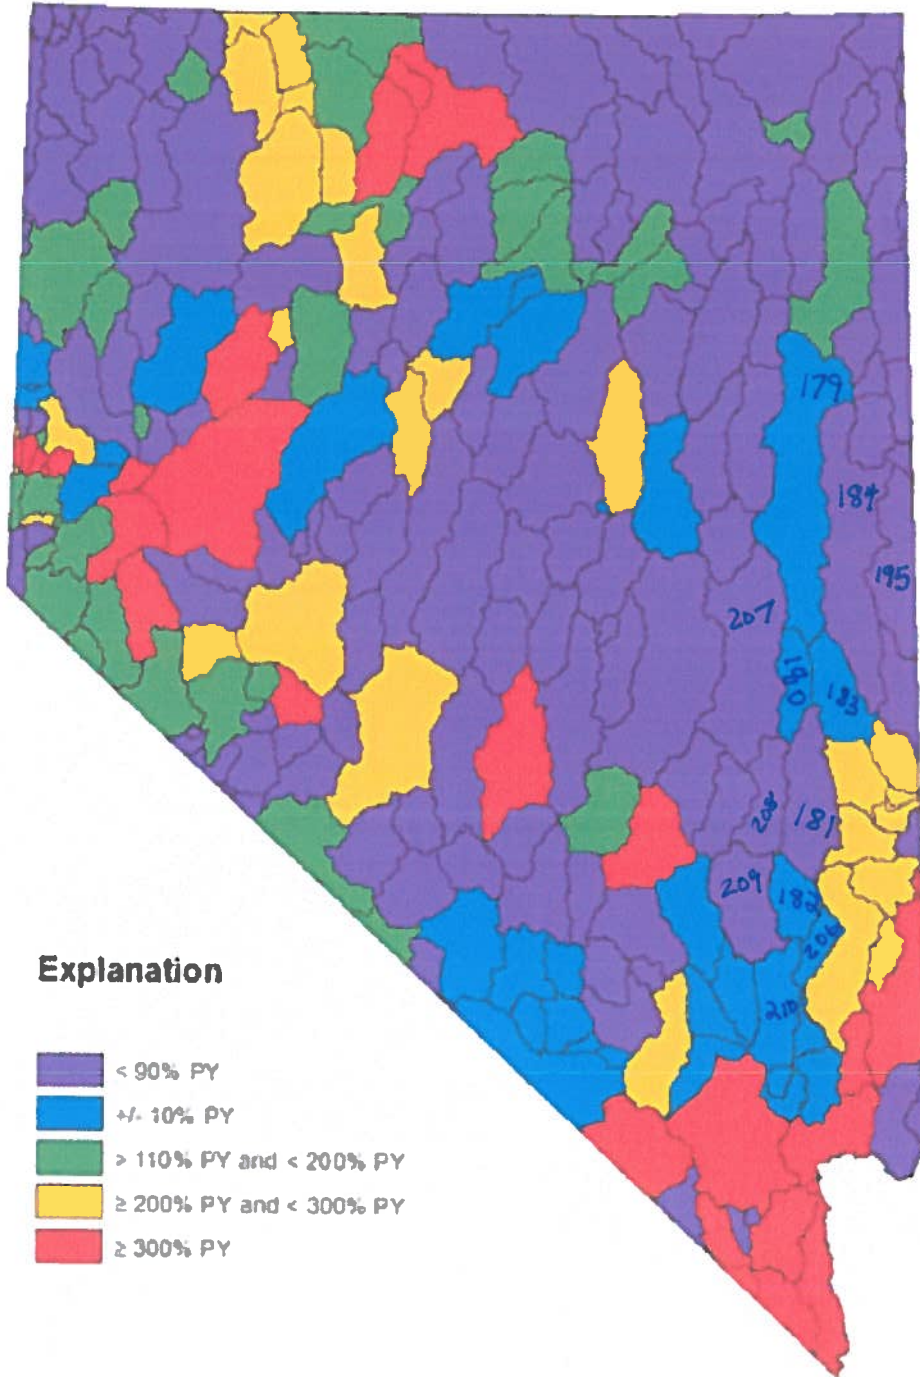 179
184
195
207
180
183
208
181
209
182
206
210
Explanation
< 90% PY
+/- 10% PY
> 110% PY and < 200% PY
≥ 200% PY and < 300% PY
≥ 300% PY